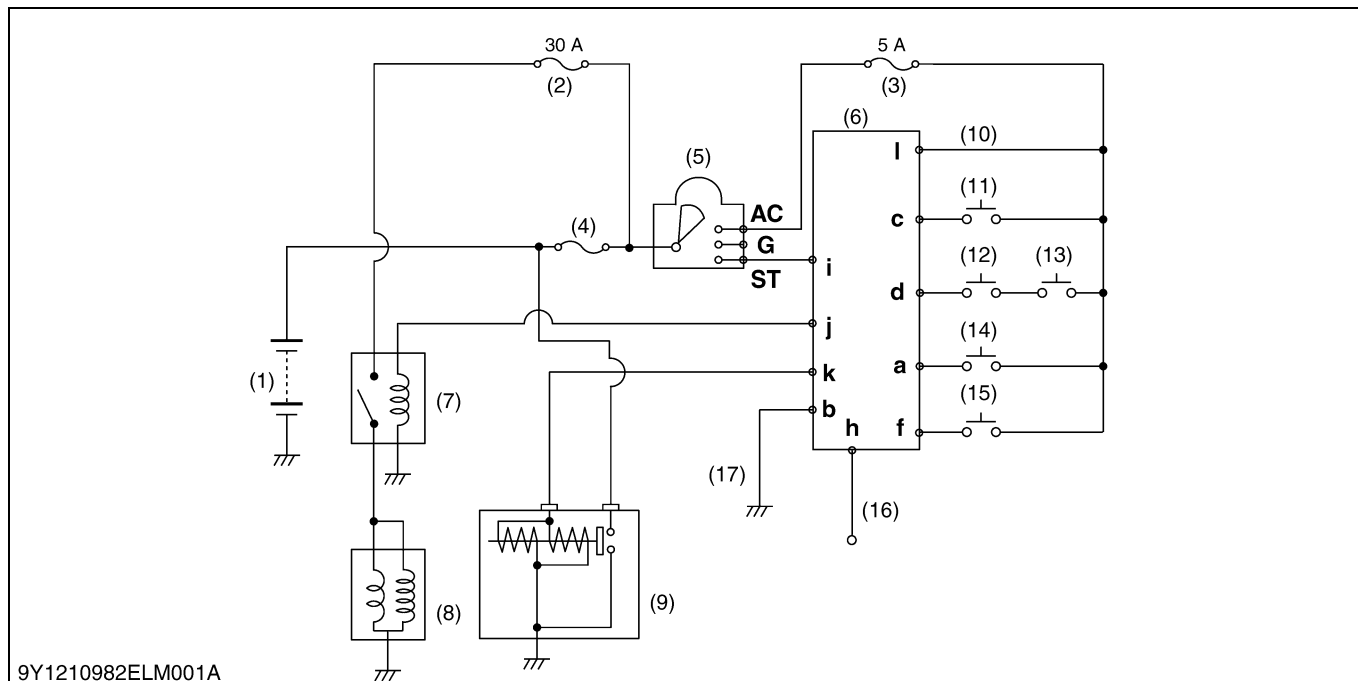 30 A
(2)
5 A
(3)
(6)
(5)
AC
G
ST
(4)
l
(10)
c
(11)
d
(12)
(13)
a
(14)
f
(15)
i
j
k
b
h
(1)
(7)
(17)
(16)
(8)
(9)
9Y1210982ELM001A